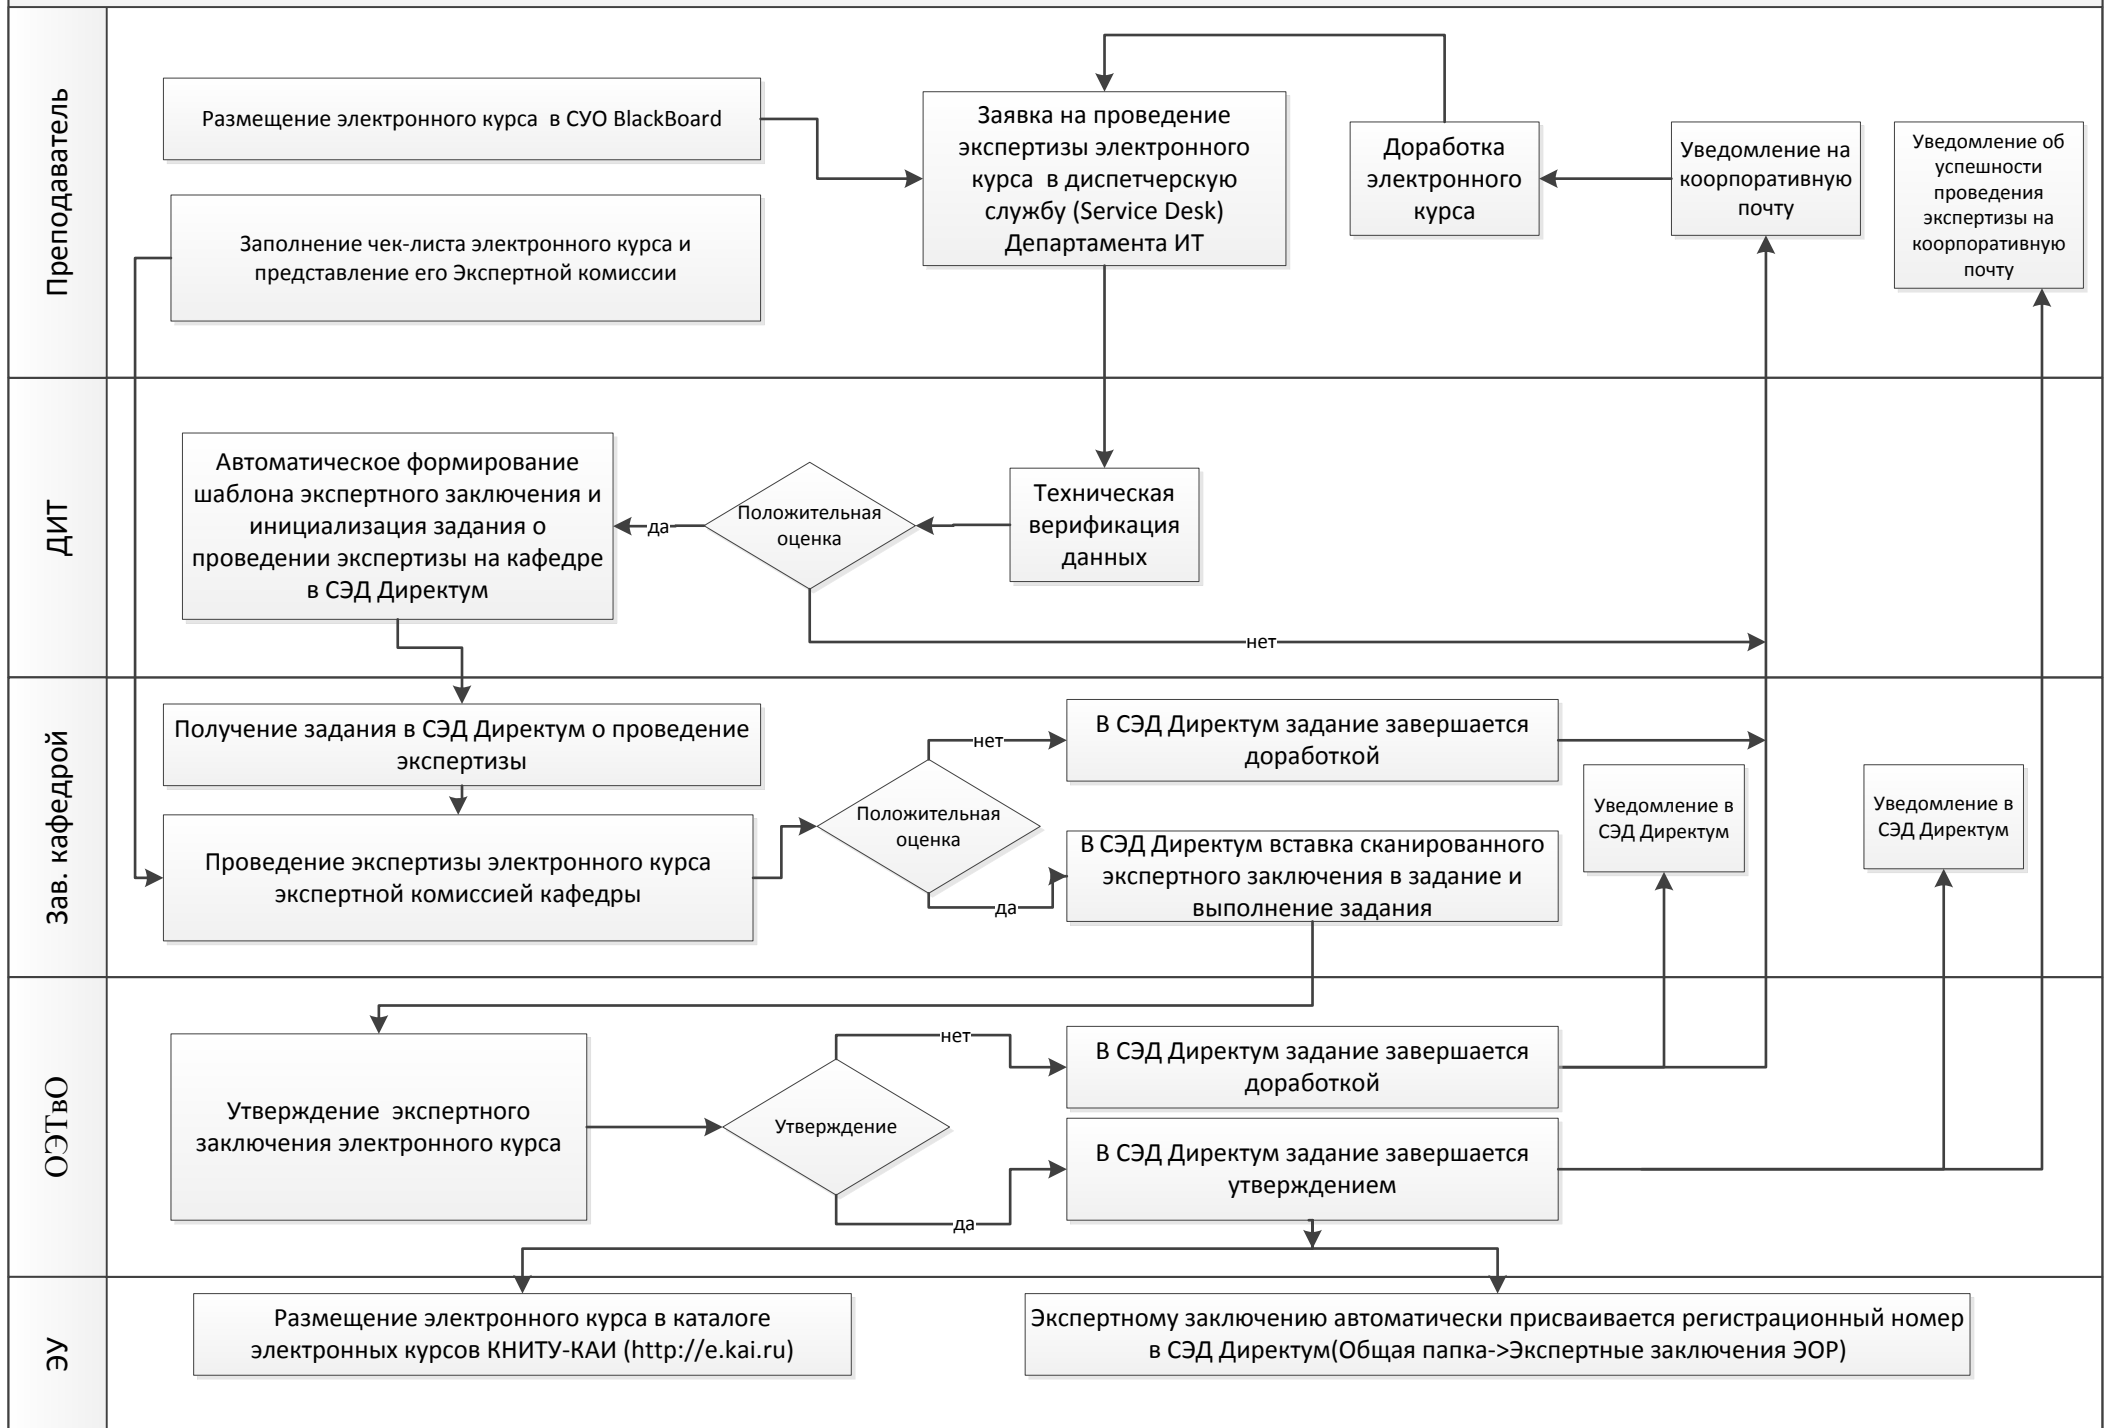 Преподаватель
Размещение электронного курса в СУО BlackBoard
Заполнение чек-листа электронного курса и
представление его Экспертной комиссии
Заявка на проведение
экспертизы электронного
курса в диспетчерскую
службу (Service Desk)
Департамента ИТ
Доработка
электронного
курса
Уведомление на
коорпоративную
почту
Уведомление об
успешности
проведения
экспертизы на
коорпоративную
почту
ДИТ
Автоматическое формирование
шаблона экспертного заключения и
инициализация задания о
проведении экспертизы на кафедре
в СЭД Директум
да
Положительная
оценка
Техническая
верификация
данных
нет
Зав. кафедрой
Получение задания в СЭД Директум о проведение
экспертизы
Проведение экспертизы электронного курса
экспертной комиссией кафедры
Положительная
оценка
нет
да
В СЭД Директум задание завершается
доработкой
В СЭД Директум вставка сканированного
экспертного заключения в задание и
выполнение задания
Уведомление в
СЭД Директум
Уведомление в
СЭД Директум
ОЭТвО
Утверждение экспертного
заключения электронного курса
Утверждение
нет
да
В СЭД Директум задание завершается
доработкой
В СЭД Директум задание завершается
утверждением
ЭУ
Размещение электронного курса в каталоге
электронных курсов КНИТУ-КАИ (http://e.kai.ru)
Экспертному заключению автоматически присваивается регистрационный номер
в СЭД Директум(Общая папка->Экспертные заключения ЭОР)